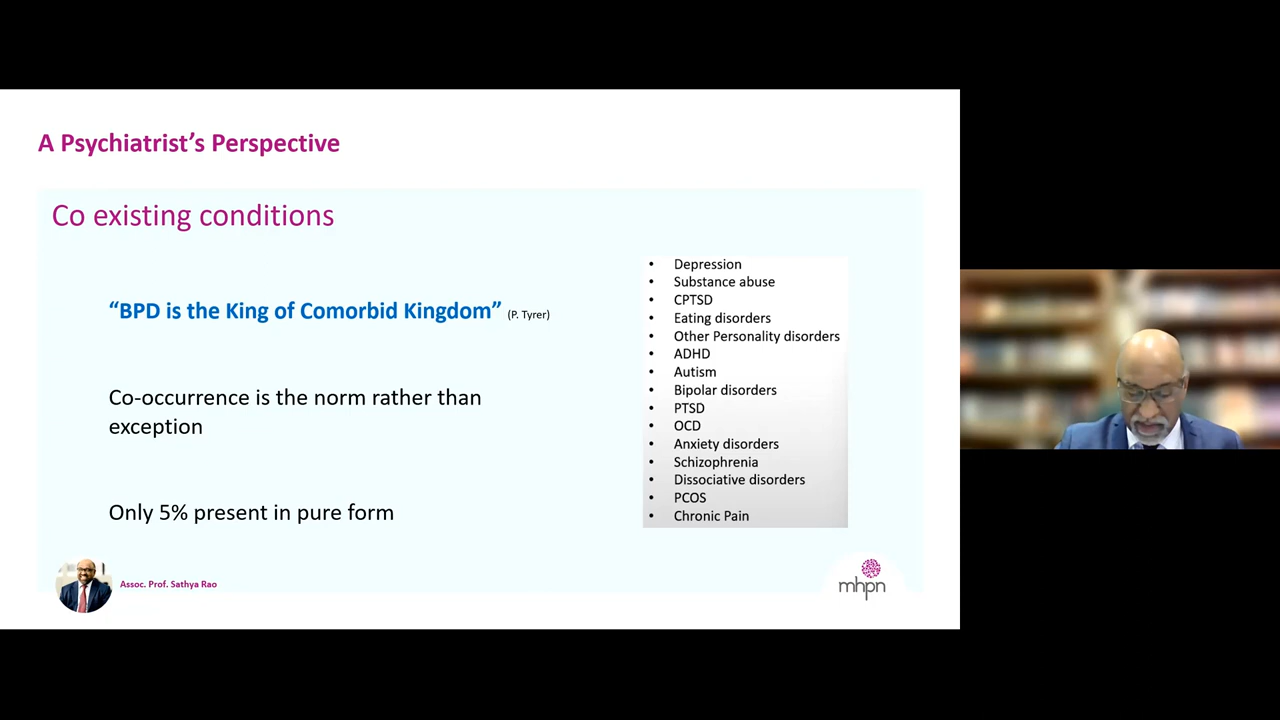 A Psychiatrist’s Perspective
Co existing conditions
“BPD is the King of Comorbid Kingdom” (P. Tyrer)
Co-occurrence is the norm rather than
exception
Only 5% present in pure form
• Depression
• Substance abuse
• CPTSD
• Eating disorders
• Other Personality disorders
• ADHD
• Autism
• Bipolar disorders
• PTSD
• OCD
• Anxiety disorders
• Schizophrenia
• Dissociative disorders
• PCOS
• Chronic Pain
Assoc. Prof. Sathya Rao
mhpn